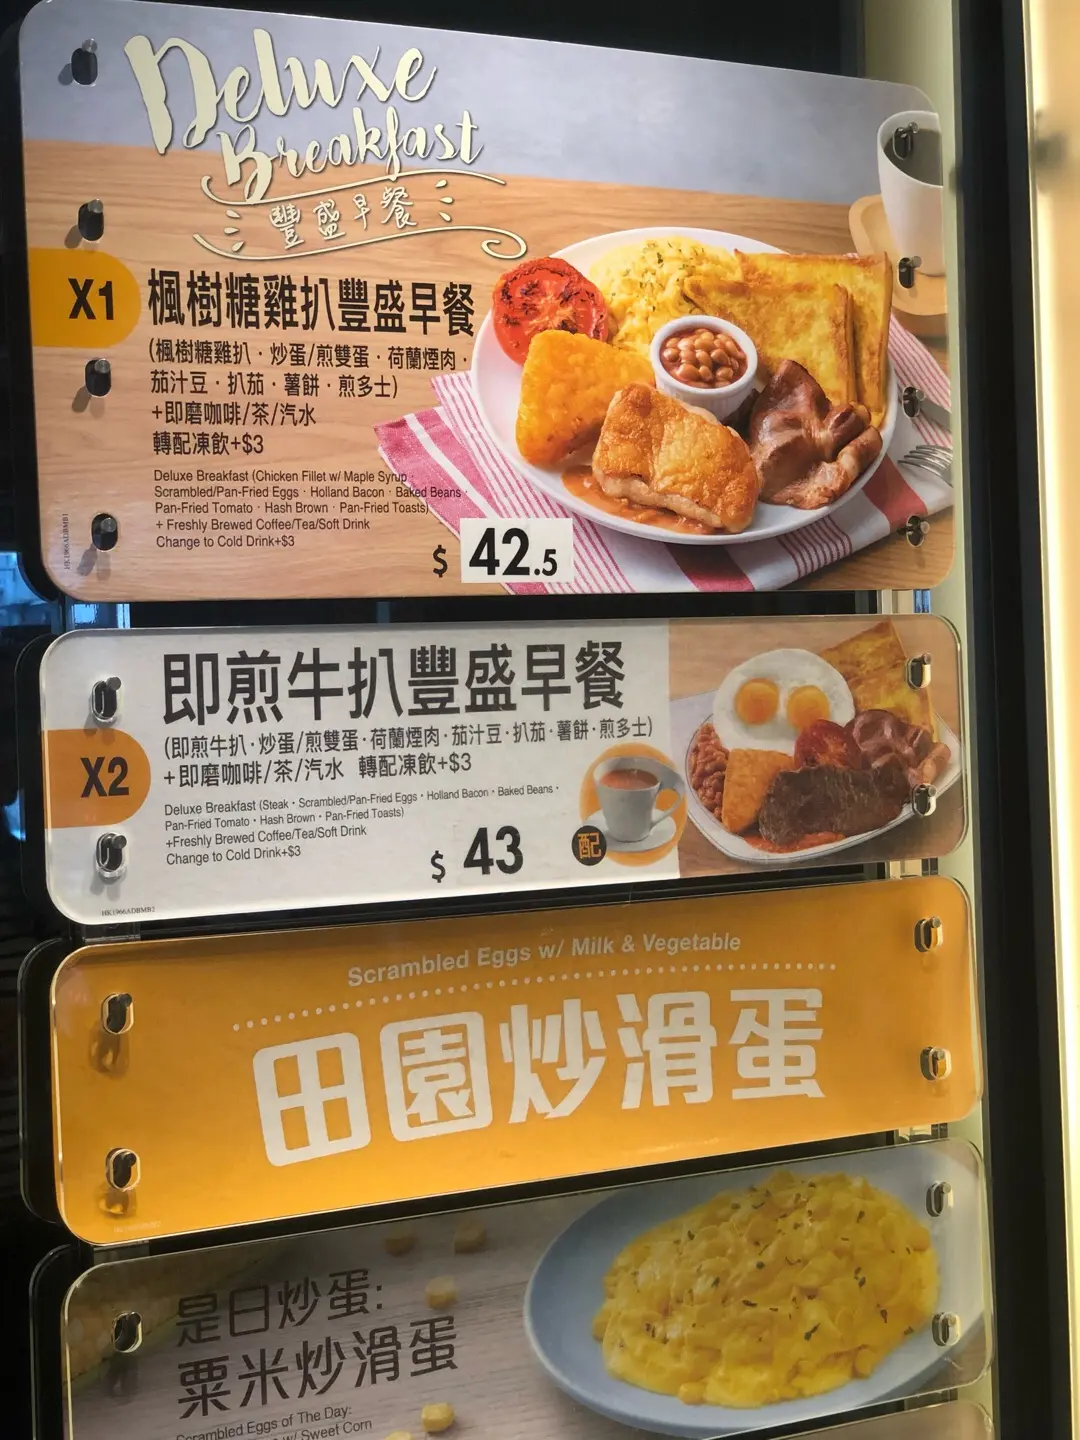 Deluxe
Breakfast
豐盛早餐
X1
楓樹糖雞扒豐盛早餐
(楓樹糖雞扒‧炒蛋/煎雙蛋‧荷蘭煙肉‧
茄汁豆‧扒茄‧薯餅‧煎多士)
+即磨咖啡/茶/汽水
轉配凍飲+$3
Deluxe Breakfast (Chicken Fillet w/ Maple Syrup
Scrambled/Pan-Fried Eggs‧Holland Bacon‧Baked Beans‧
Pan-Fried Tomato‧Hash Brown‧Pan-Fried Toasts)
+ Freshly Brewed Coffee/Tea/Soft Drink
Change to Cold Drink+$3
$ 42.5
HK1966ADBMB1
即煎牛扒豐盛早餐
X2
(即煎牛扒‧炒蛋/煎雙蛋‧荷蘭煙肉‧茄汁豆‧扒茄‧薯餅‧煎多士)
+即磨咖啡/茶/汽水 轉配凍飲+$3
Deluxe Breakfast (Steak‧Scrambled/Pan-Fried Eggs‧Holland Bacon‧Baked Beans‧
Pan-Fried Tomato‧Hash Brown‧Pan-Fried Toasts)
+Freshly Brewed Coffee/Tea/Soft Drink
Change to Cold Drink+$3
$ 43
配
HK1966ADBMB2
Scrambled Eggs w/ Milk & Vegetable
田園炒滑蛋
是日炒蛋:
粟米炒滑蛋
Scrambled Eggs of The Day:
w/ Sweet Corn